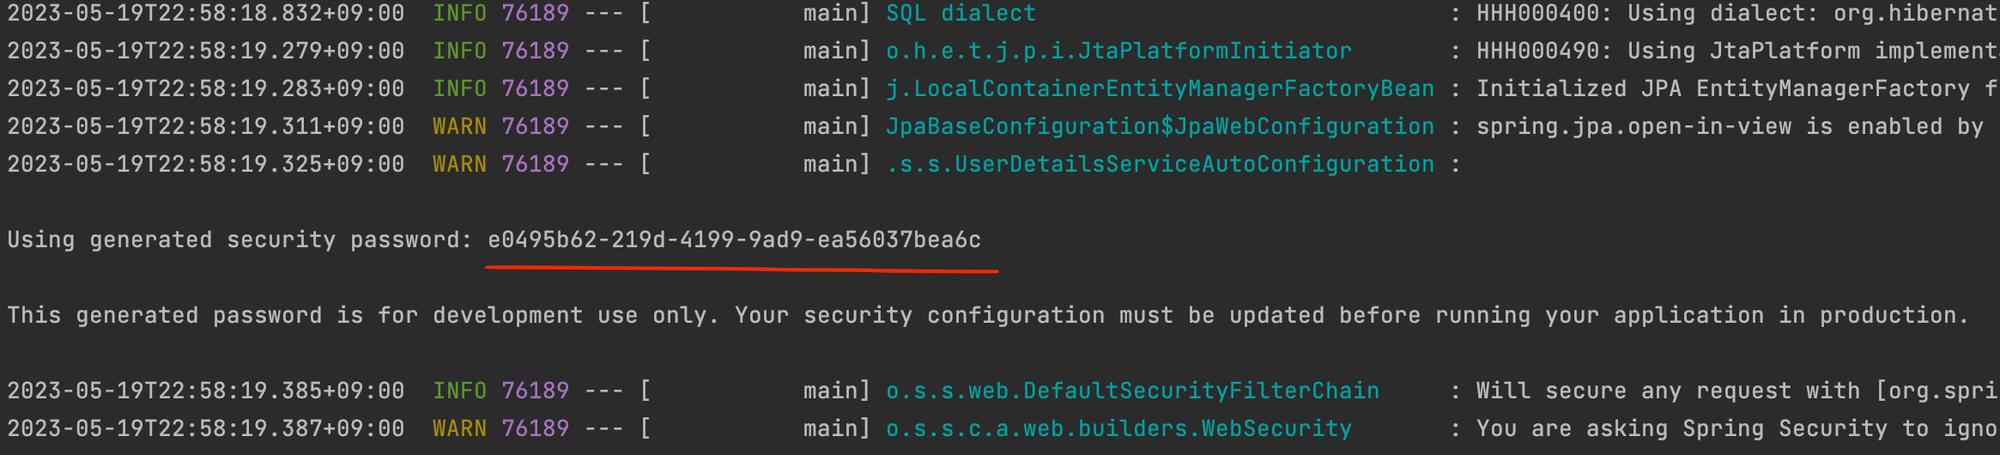 2023-05-19T22:58:18.832+09:00  INFO 76189 --- [           main] SQL dialect                              : HHH000400: Using dialect: org.hibernat
2023-05-19T22:58:19.279+09:00  INFO 76189 --- [           main] o.h.e.t.j.p.i.JtaPlatformInitiator       : HHH000490: Using JtaPlatform implement
2023-05-19T22:58:19.283+09:00  INFO 76189 --- [           main] j.LocalContainerEntityManagerFactoryBean : Initialized JPA EntityManagerFactory f
2023-05-19T22:58:19.311+09:00  WARN 76189 --- [           main] JpaBaseConfiguration$JpaWebConfiguration : spring.jpa.open-in-view is enabled by
2023-05-19T22:58:19.325+09:00  WARN 76189 --- [           main] .s.s.UserDetailsServiceAutoConfiguration :
Using generated security password: e0495b62-219d-4199-9ad9-ea56037bea6c
This generated password is for development use only. Your security configuration must be updated before running your application in production.
2023-05-19T22:58:19.385+09:00  INFO 76189 --- [           main] o.s.s.web.DefaultSecurityFilterChain     : Will secure any request with [org.spri
2023-05-19T22:58:19.387+09:00  WARN 76189 --- [           main] o.s.s.c.a.web.builders.WebSecurity       : You are asking Spring Security to igno